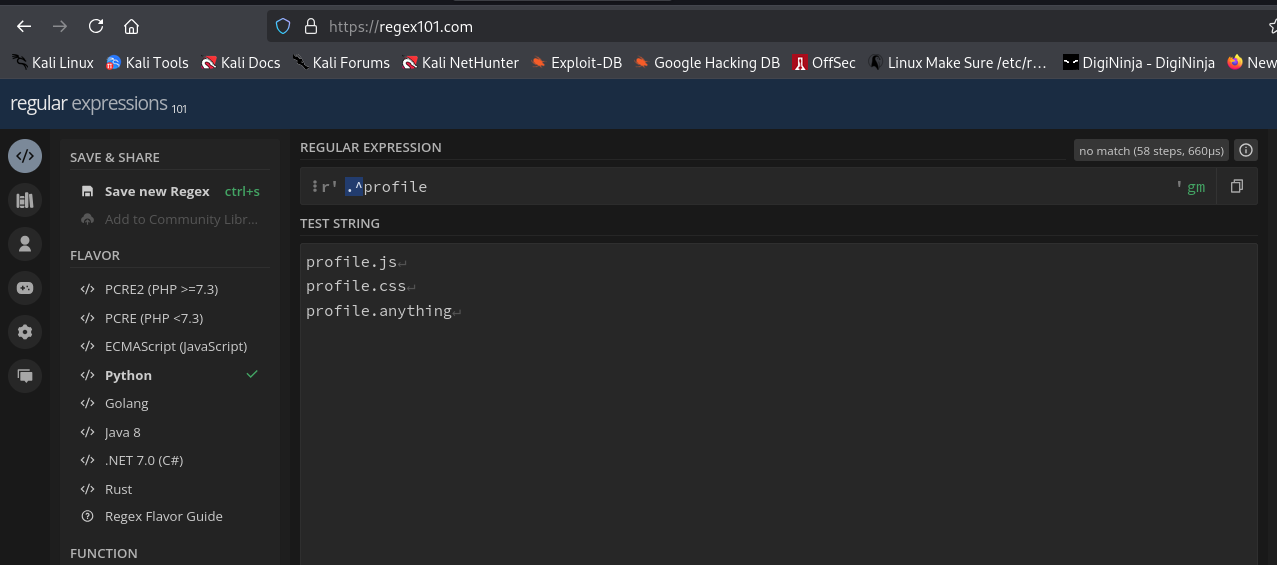 https://regex101.com
Kali Linux Kali Tools Kali Docs Kali Forums Kali NetHunter Exploit-DB Google Hacking DB OffSec Linux Make Sure /etc/r… DigiNinja - DigiNinja New
regular expressions 101
SAVE & SHARE
Save new Regex ctrl+s
Add to Community Libr...
FLAVOR
PCRE2 (PHP >=7.3)
PCRE (PHP <7.3)
ECMAScript (JavaScript)
Python
Golang
Java 8
.NET 7.0 (C#)
Rust
Regex Flavor Guide
FUNCTION
REGULAR EXPRESSION
no match (58 steps, 660μs)
r' .^profile ' gm
TEST STRING
profile.js↵
profile.css↵
profile.anything↵